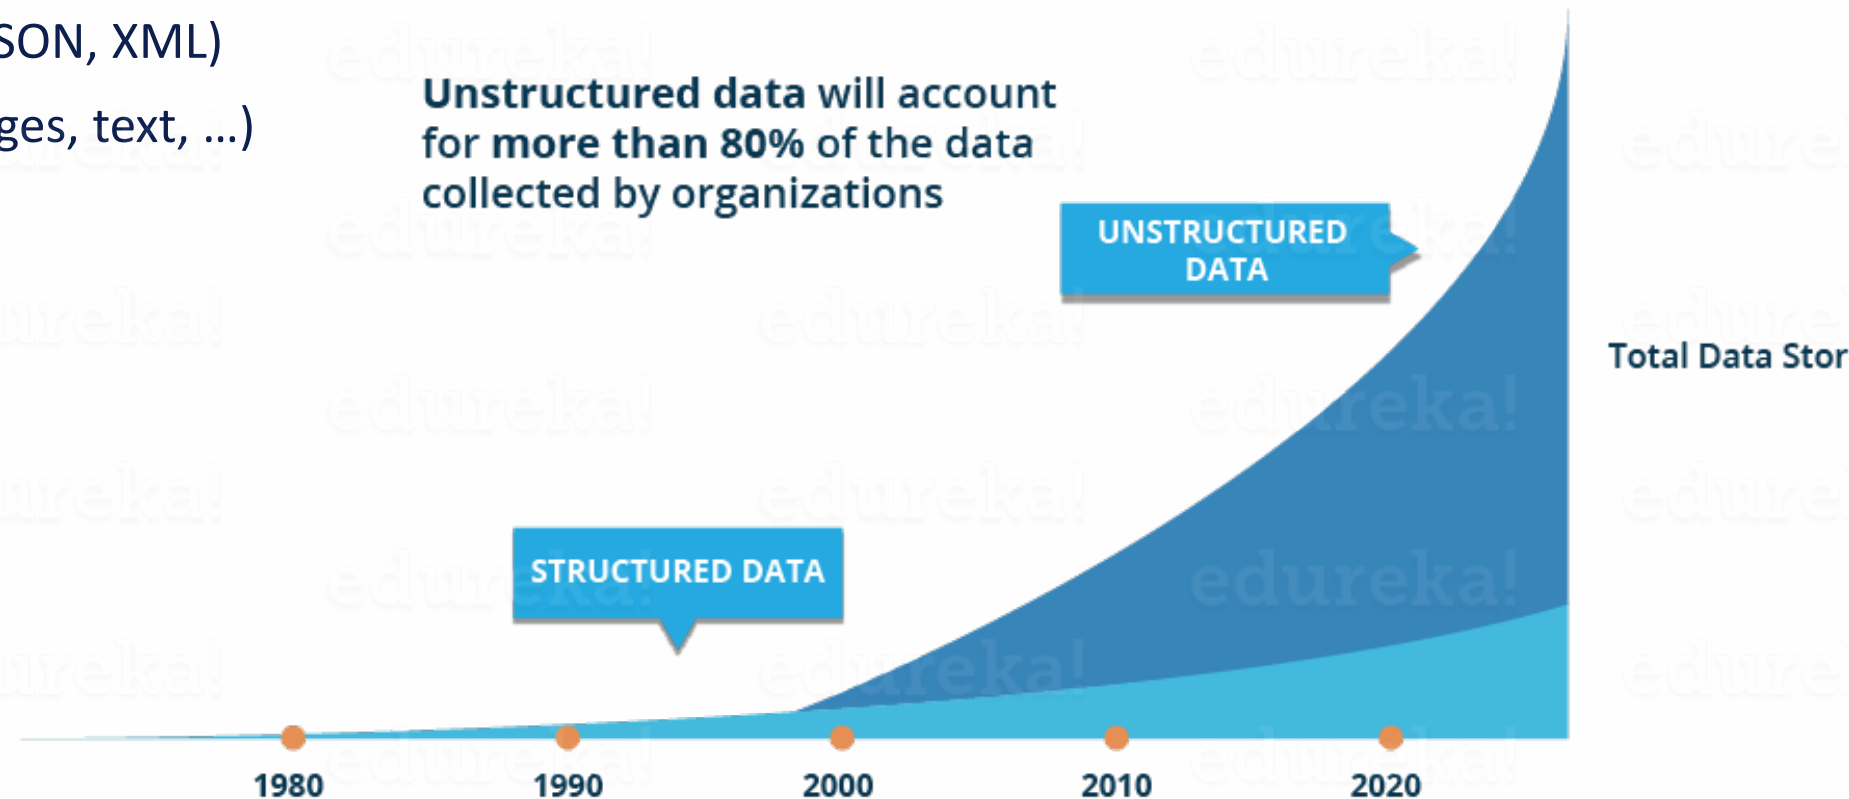 SON, XML)
ges, text, ...)
Unstructured data will account
for more than 80% of the data
collected by organizations
UNSTRUCTURED
DATA
Total Data Stor
STRUCTURED DATA
1980 1990 2000 2010 2020
edureka!